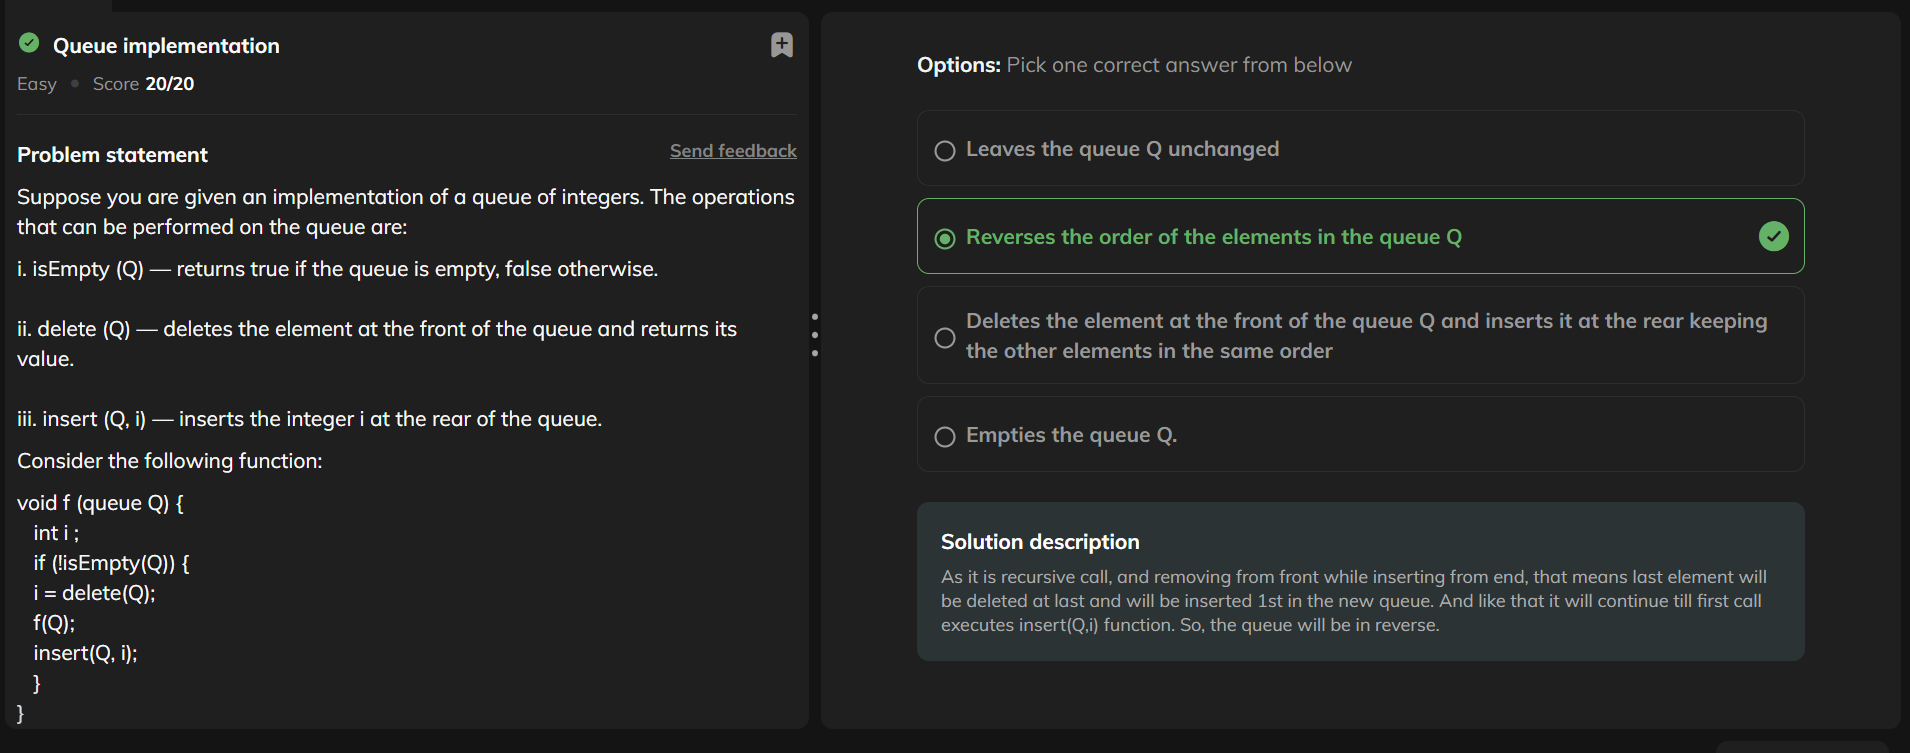 Queue implementation
Easy • Score 20/20
Problem statement
Send feedback
Suppose you are given an implementation of a queue of integers. The operations
that can be performed on the queue are:
i. isEmpty (Q) — returns true if the queue is empty, false otherwise.
ii. delete (Q) — deletes the element at the front of the queue and returns its
value.
iii. insert (Q, i) — inserts the integer i at the rear of the queue.
Consider the following function:
void f (queue Q) {
int i ;
if (!isEmpty(Q)) {
i = delete(Q);
f(Q);
insert(Q, i);
}
}
Options: Pick one correct answer from below
Leaves the queue Q unchanged
Reverses the order of the elements in the queue Q
Deletes the element at the front of the queue Q and inserts it at the rear keeping
the other elements in the same order
Empties the queue Q.
Solution description
As it is recursive call, and removing from front while inserting from end, that means last element will
be deleted at last and will be inserted 1st in the new queue. And like that it will continue till first call
executes insert(Q,i) function. So, the queue will be in reverse.